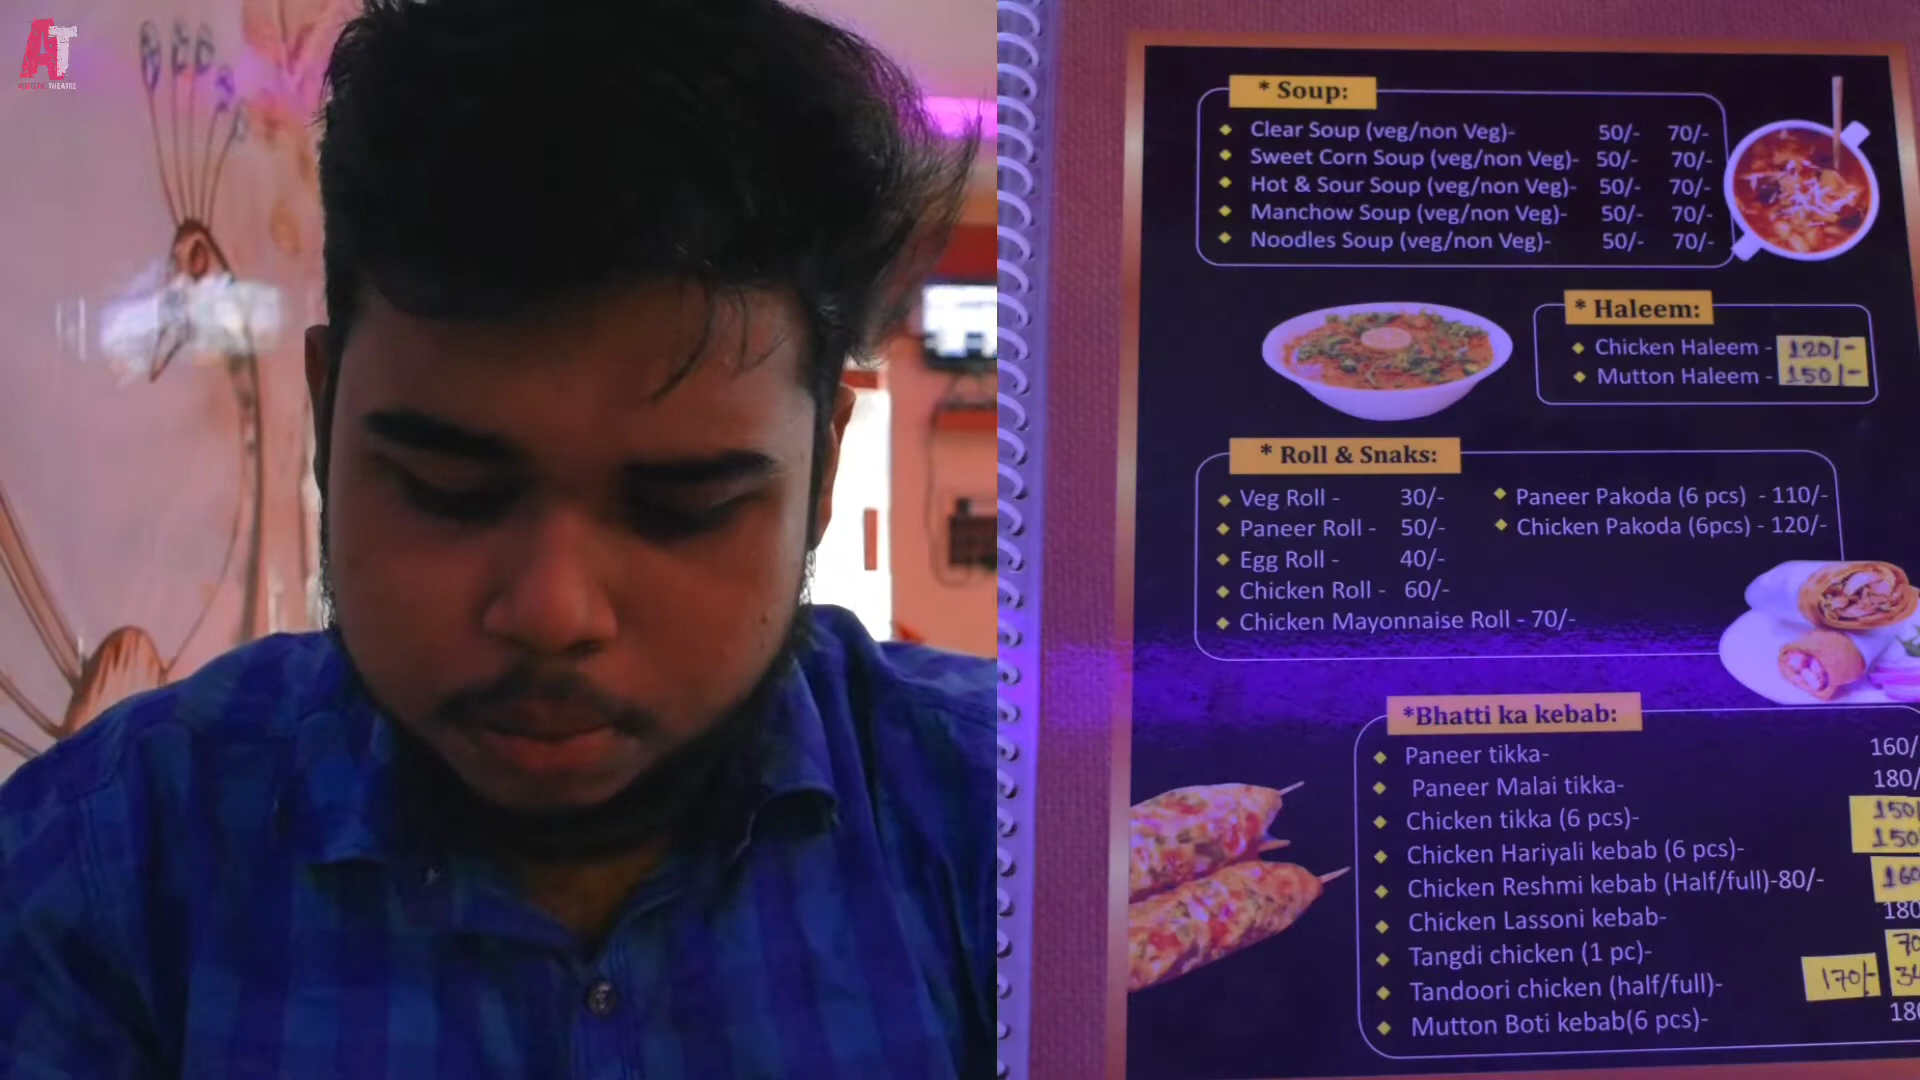 AT
THEATRE
* Soup:
Clear Soup (veg/non Veg)- 50/- 70/-
Sweet Corn Soup (veg/non Veg)- 50/- 70/-
Hot & Sour Soup (veg/non Veg)- 50/- 70/-
Manchow Soup (veg/non Veg)- 50/- 70/-
Noodles Soup (veg/non Veg)- 50/- 70/-
* Haleem:
Chicken Haleem - 120/-
Mutton Haleem - 150/-
* Roll & Snaks:
Veg Roll - 30/-
Paneer Roll - 50/-
Egg Roll - 40/-
Chicken Roll - 60/-
Chicken Mayonnaise Roll - 70/-
Paneer Pakoda (6 pcs) - 110/-
Chicken Pakoda (6pcs) - 120/-
*Bhatti ka kebab:
Paneer tikka- 160/
Paneer Malai tikka- 180/
Chicken tikka (6 pcs)- 150/
Chicken Hariyali kebab (6 pcs)- 150
Chicken Reshmi kebab (Half/full)-80/- 160
Chicken Lassoni kebab- 180
Tangdi chicken (1 pc)- 70
Tandoori chicken (half/full)- 170/- 34
Mutton Boti kebab(6 pcs)- 180